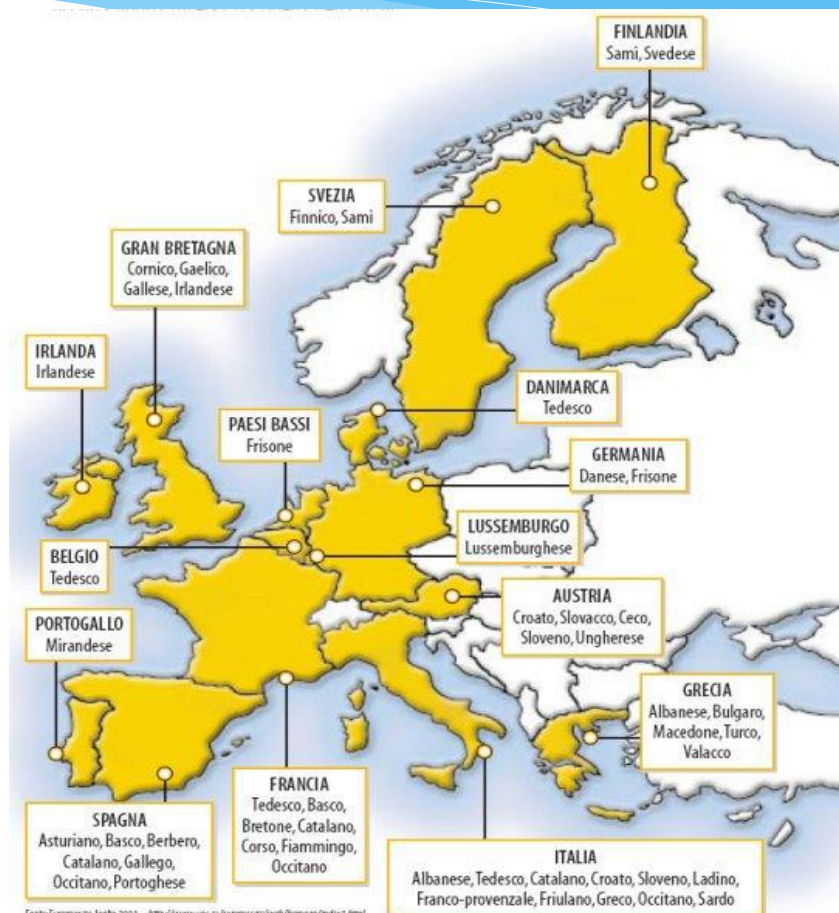 FINLANDIA
Sami, Svedese
SVEZIA
Finnico, Sami
GRAN BRETAGNA
Cornico, Gaelico,
Gallese, Irlandese
IRLANDA
Irlandese
DANIMARCA
Tedesco
PAESI BASSI
Frisone
GERMANIA
Danese, Frisone
LUSSEMBURGO
Lussemburghese
BELGIO
Tedesco
AUSTRIA
Croato, Slovacco, Ceco,
Sloveno, Ungherese
PORTOGALLO
Mirandese
GRECIA
Albanese, Bulgaro,
Macedone, Turco,
Valacco
FRANCIA
Tedesco, Basco,
Bretone, Catalano,
Corso, Fiammingo,
Occitano
SPAGNA
Asturiano, Basco, Berbero,
Catalano, Gallego,
Occitano, Portoghese
ITALIA
Albanese, Tedesco, Catalano, Croato, Sloveno, Ladino,
Franco-provenzale, Friulano, Greco, Occitano, Sardo